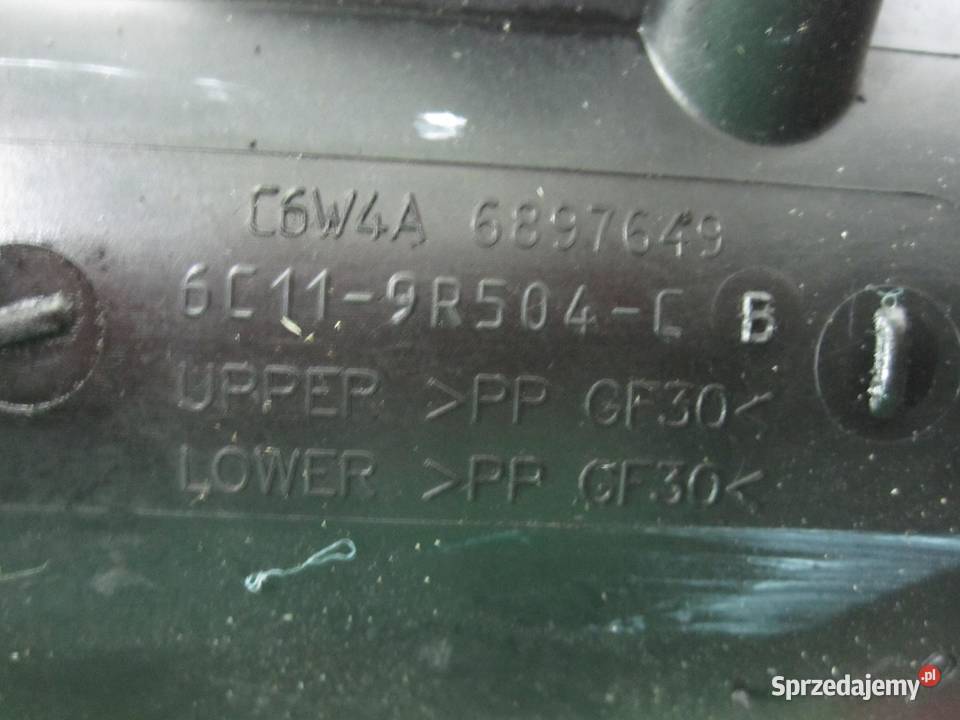 C6W4A 6897649
6C11-9R504-C B
UPPER >PP GF30<
LOWER >PP GF30<
Sprzedajemy.pl